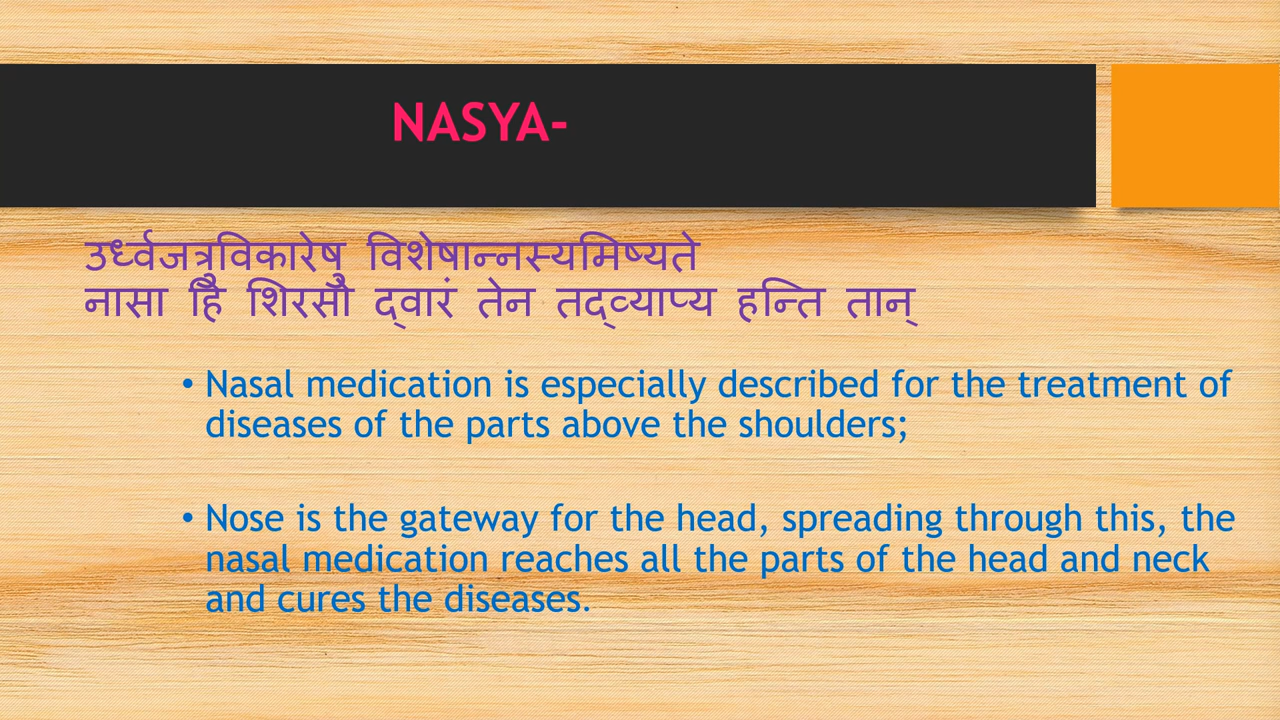 NASYA-
उर्ध्वजत्रुविकारेषु विशेषान्नस्यमिष्यते
नासा हि शिरसो द्वारं तेन तद्व्याप्य हन्ति तान्
• Nasal medication is especially described for the treatment of
diseases of the parts above the shoulders;
• Nose is the gateway for the head, spreading through this, the
nasal medication reaches all the parts of the head and neck
and cures the diseases.